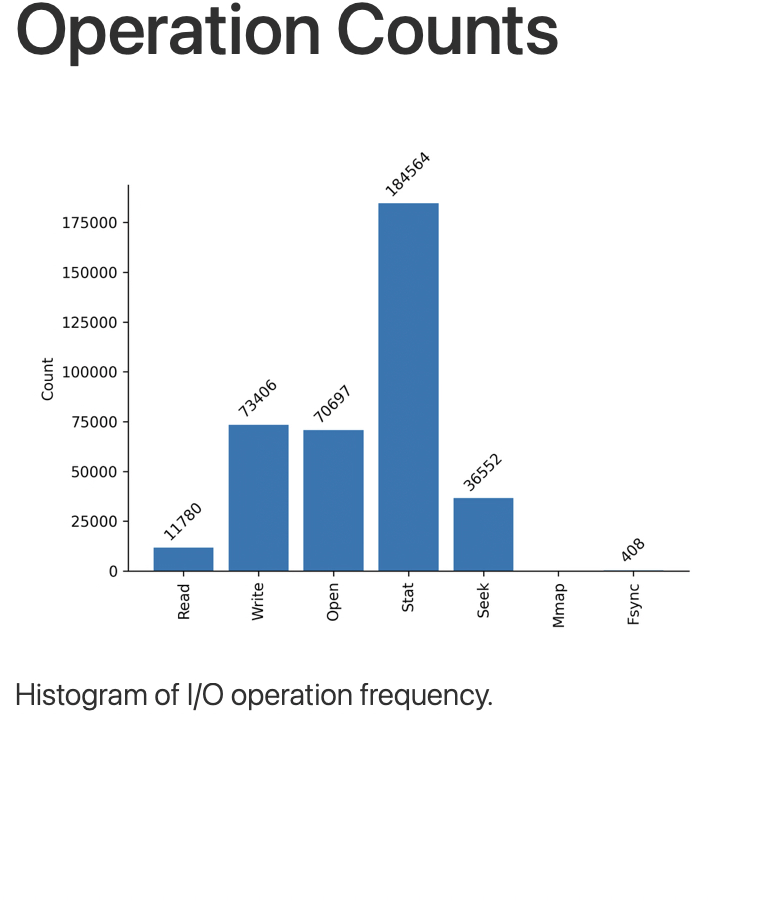 Operation Counts
184564
175000
150000
125000
Count
100000
73406
70697
75000
50000
36552
25000
11780
408
0
Read
Write
Open
Stat
Seek
Mmap
Fsync
Histogram of I/O operation frequency.